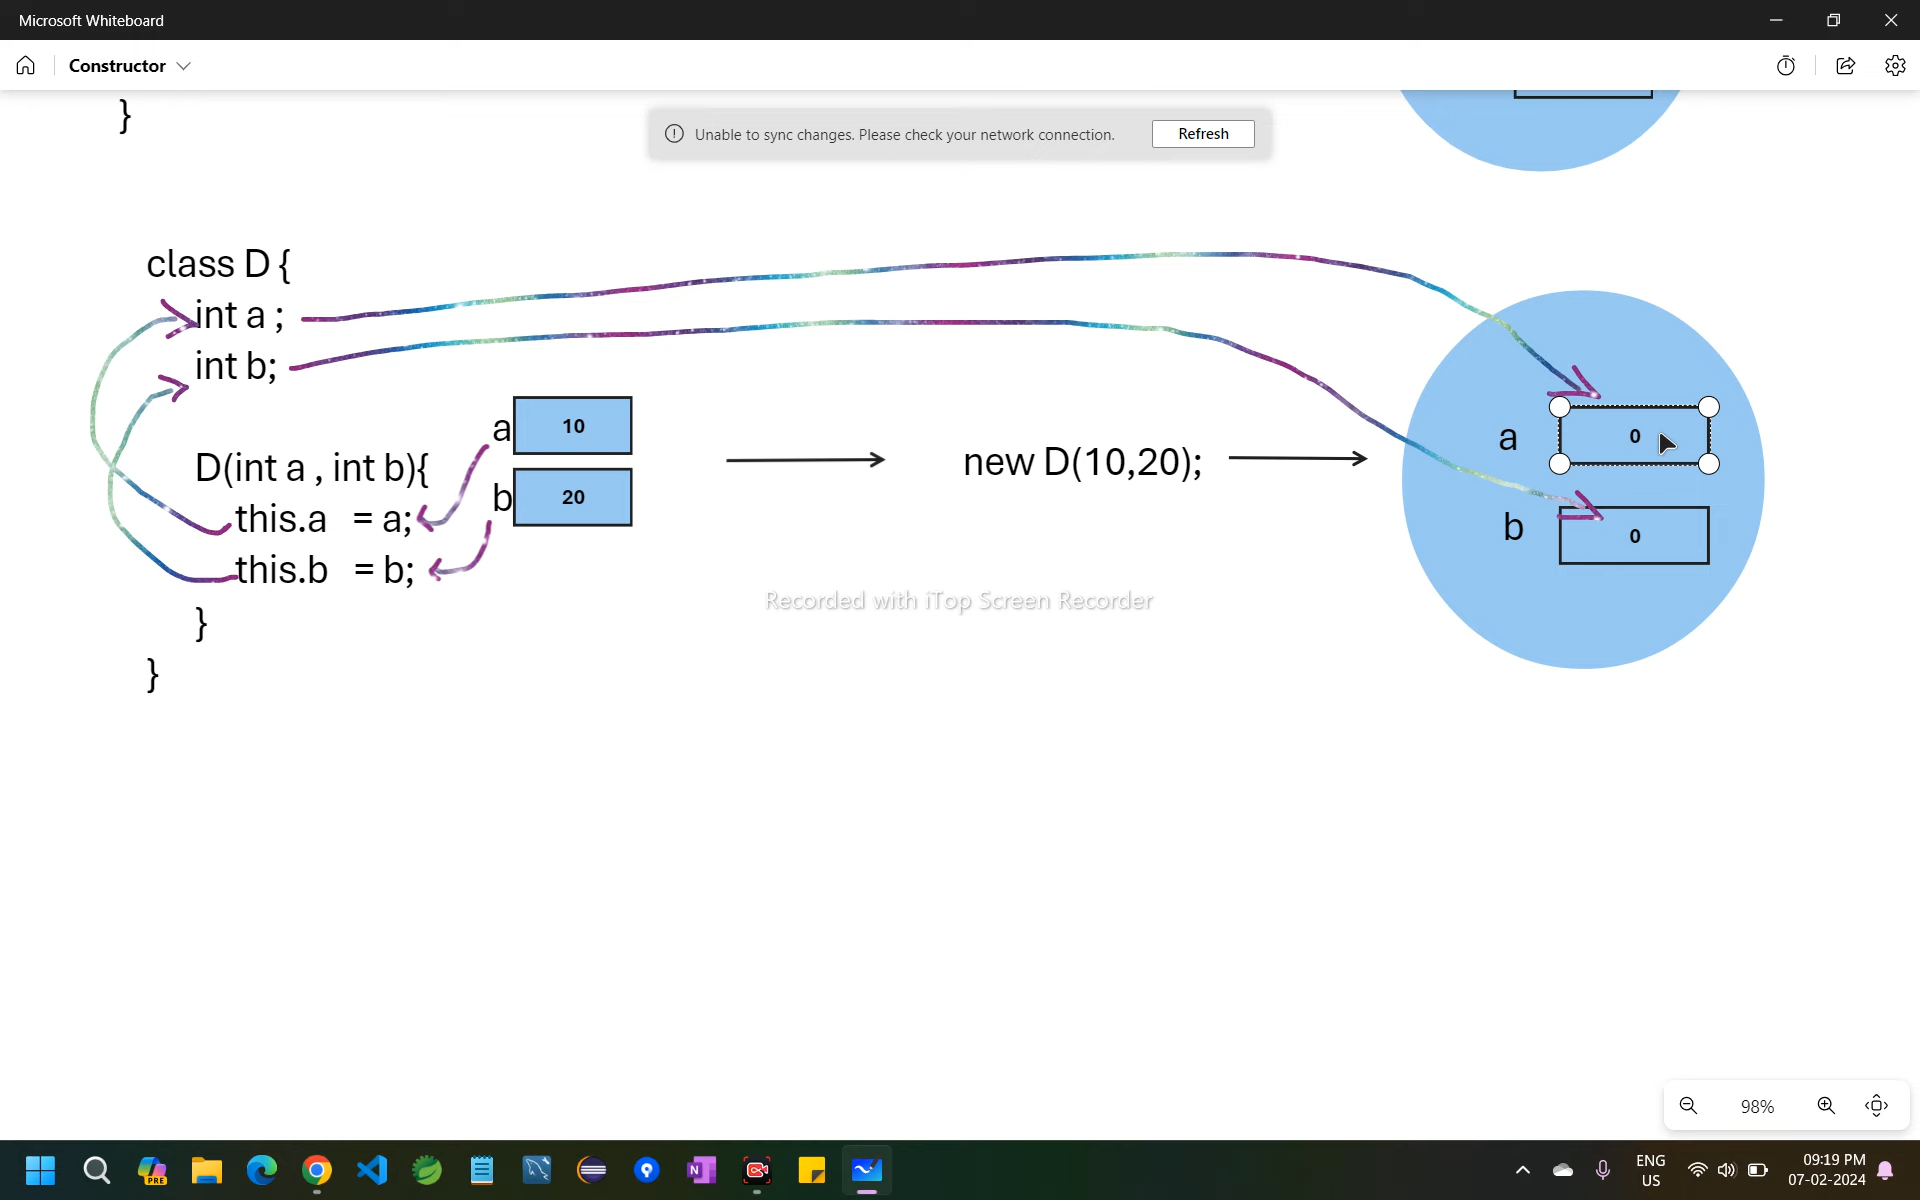 Microsoft Whiteboard
Constructor
}
Unable to sync changes. Please check your network connection. Refresh
class D {
int a ;
int b;
D(int a , int b){
this.a = a;
this.b = b;
}
}
a 10
b 20
new D(10,20);
a 0
b 0
Recorded with iTop Screen Recorder
98%
PRE
N
ENG
US
09:19 PM
07-02-2024